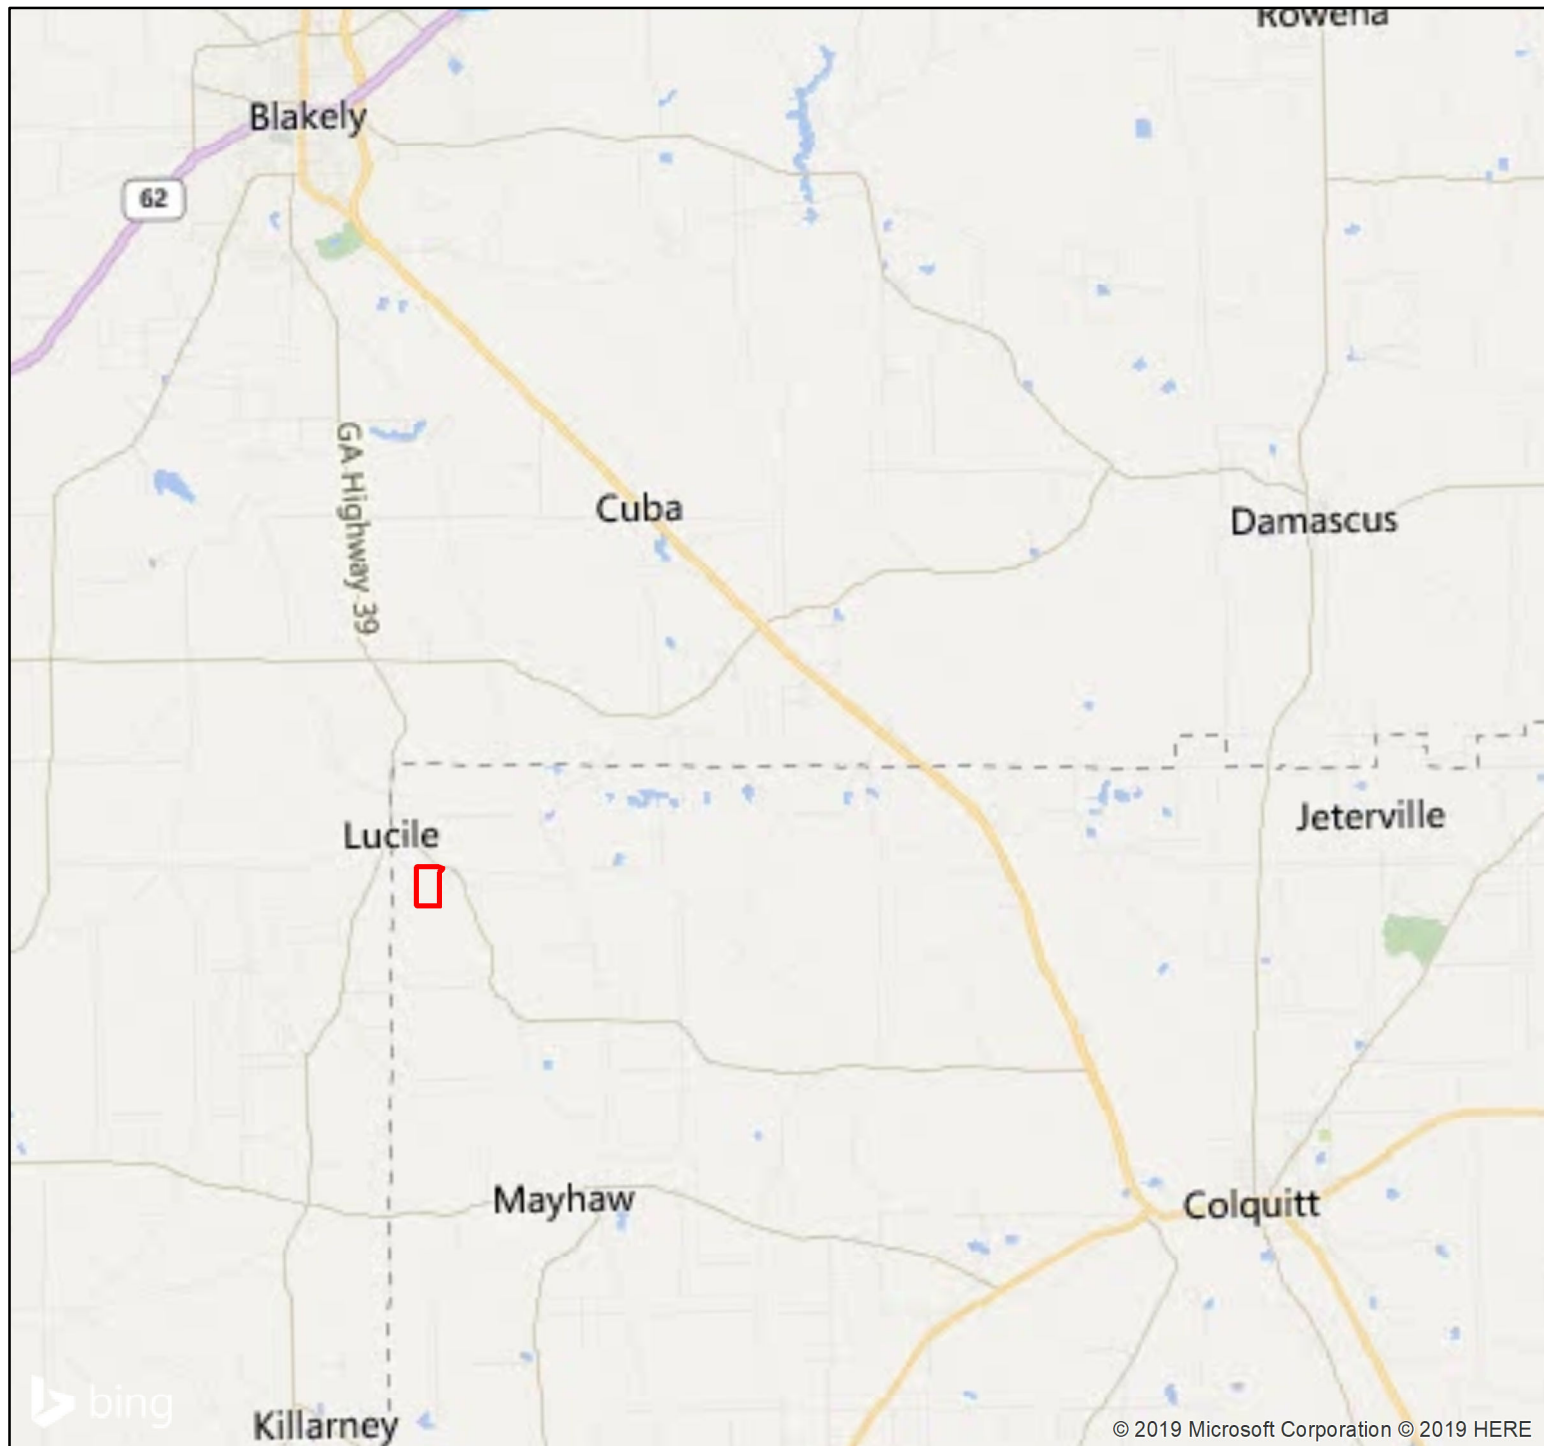 Rowena
Blakely
62
GA Highway 39
Cuba
Damascus
Jeterville
Lucile
Mayhaw
Colquitt
Killarney
bing
© 2019 Microsoft Corporation © 2019 HERE